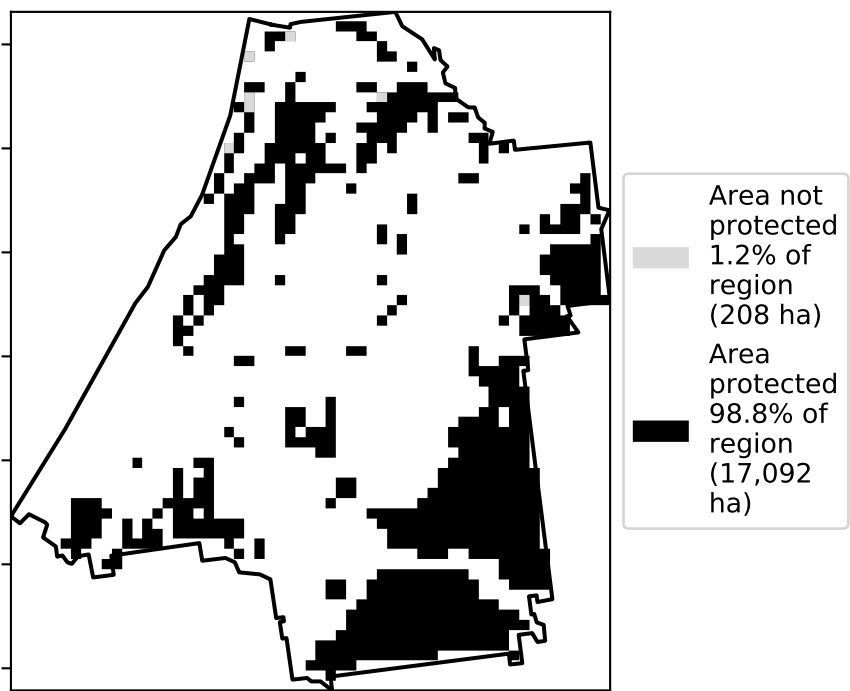 Area not
protected
1.2% of
region
(208 ha)
Area
protected
98.8% of
region
(17,092
ha)